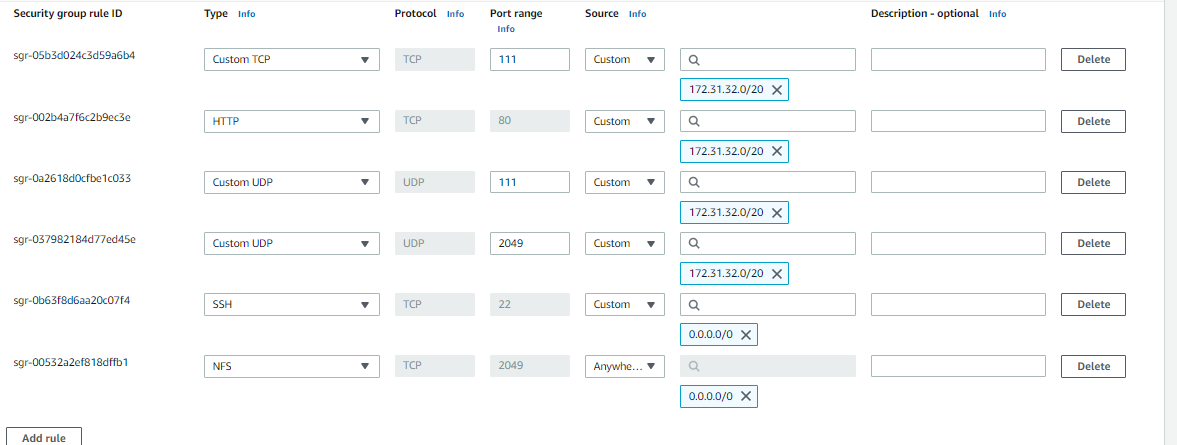 Security group rule ID Type Info Protocol Info Port range Source Info Description - optional Info
Info
sgr-05b3d024c3d59a6b4 Custom TCP TCP 111 Custom Delete
172.31.32.0/20
sgr-002b4a7f6c2b9ec3e HTTP TCP 80 Custom Delete
172.31.32.0/20
sgr-0a2618d0cfbe1c033 Custom UDP UDP 111 Custom Delete
172.31.32.0/20
sgr-037982184d77ed45e Custom UDP UDP 2049 Custom Delete
172.31.32.0/20
sgr-0b63f8d6aa20c07f4 SSH TCP 22 Custom Delete
0.0.0.0/0
sgr-00532a2ef818dffb1 NFS TCP 2049 Anywhe... Delete
0.0.0.0/0
Add rule